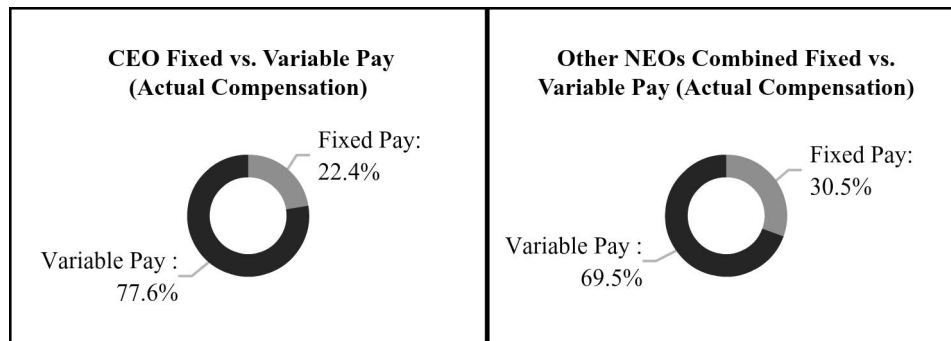 CEO Fixed vs. Variable Pay
(Actual Compensation)
Fixed Pay:
22.4%
Variable Pay :
77.6%
Other NEOs Combined Fixed vs.
Variable Pay (Actual Compensation)
Fixed Pay:
30.5%
Variable Pay :
69.5%